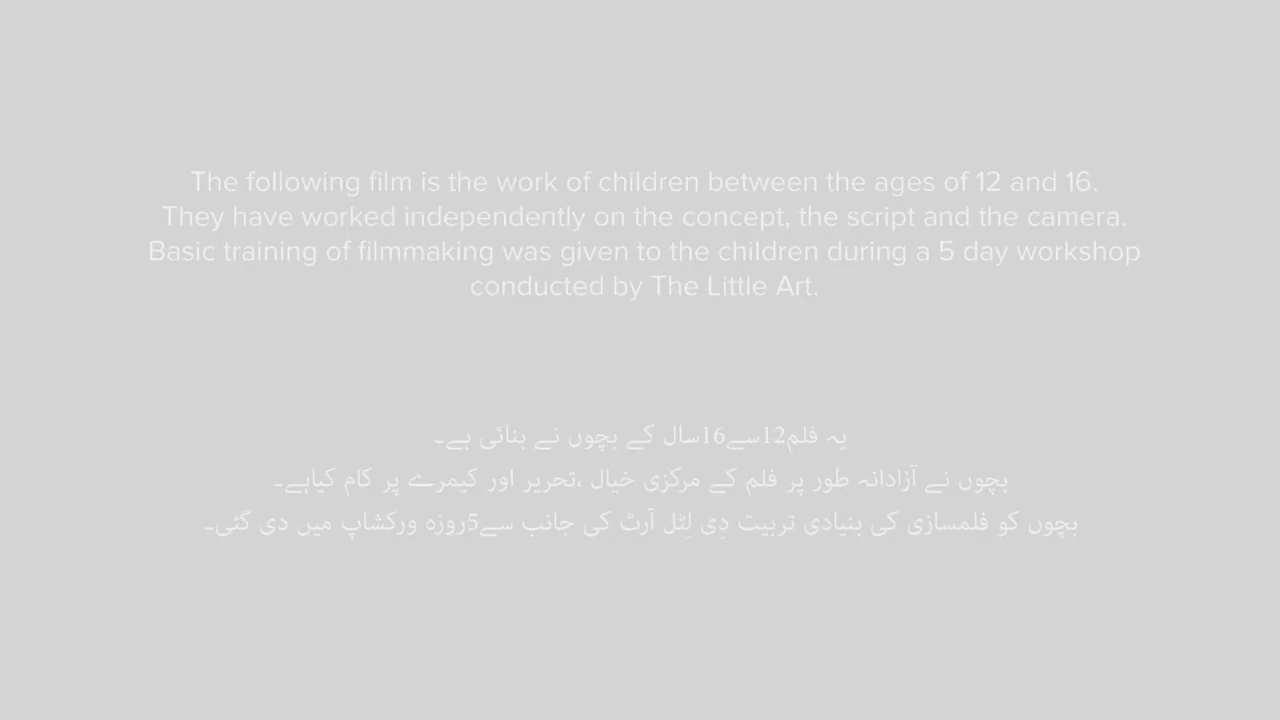 The following film is the work of children between the ages of 12 and 16.
They have worked independently on the concept, the script and the camera.
Basic training of filmmaking was given to the children during a 5 day workshop
conducted by The Little Art.
یہ فلم12سے16سال کے بچوں نے بنائی ہے۔
بچوں نے آزادانہ طور پر فلم کے مرکزی خیال ،تحریر اور کیمرے پر کام کیاہے۔
بچوں کو فلمسازی کی بنیادی تربیت دِی لِٹل آرٹ کی جانب سے5روزہ ورکشاپ میں دی گئی۔